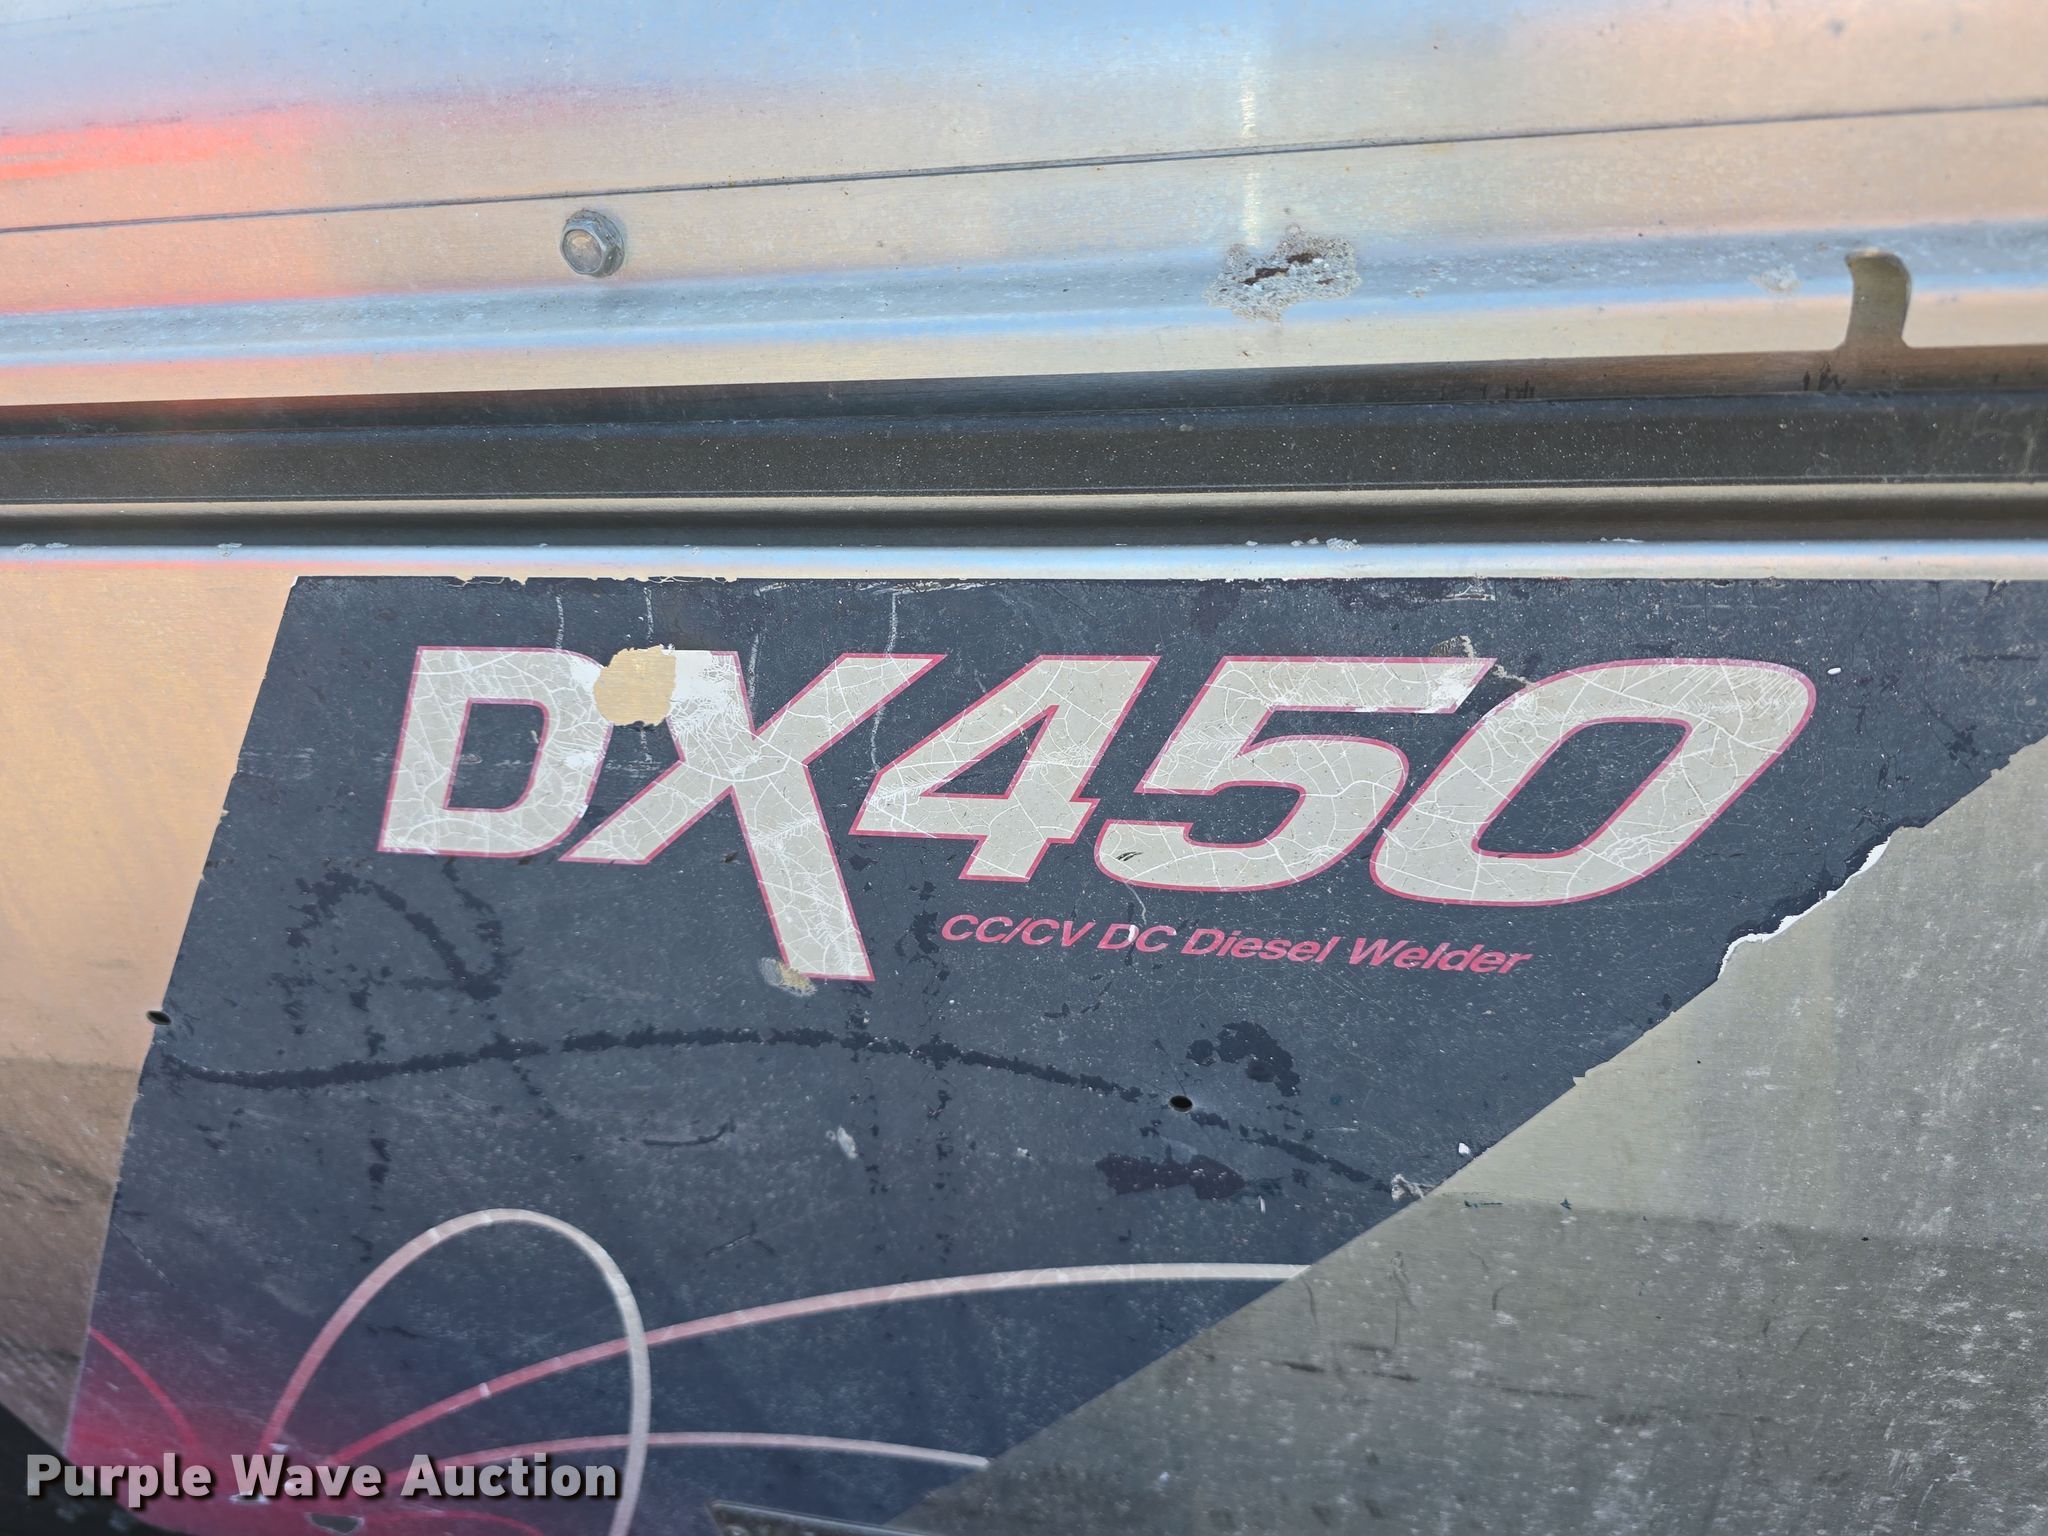 DX450
CC/CV DC Diesel Welder
Purple Wave Auction